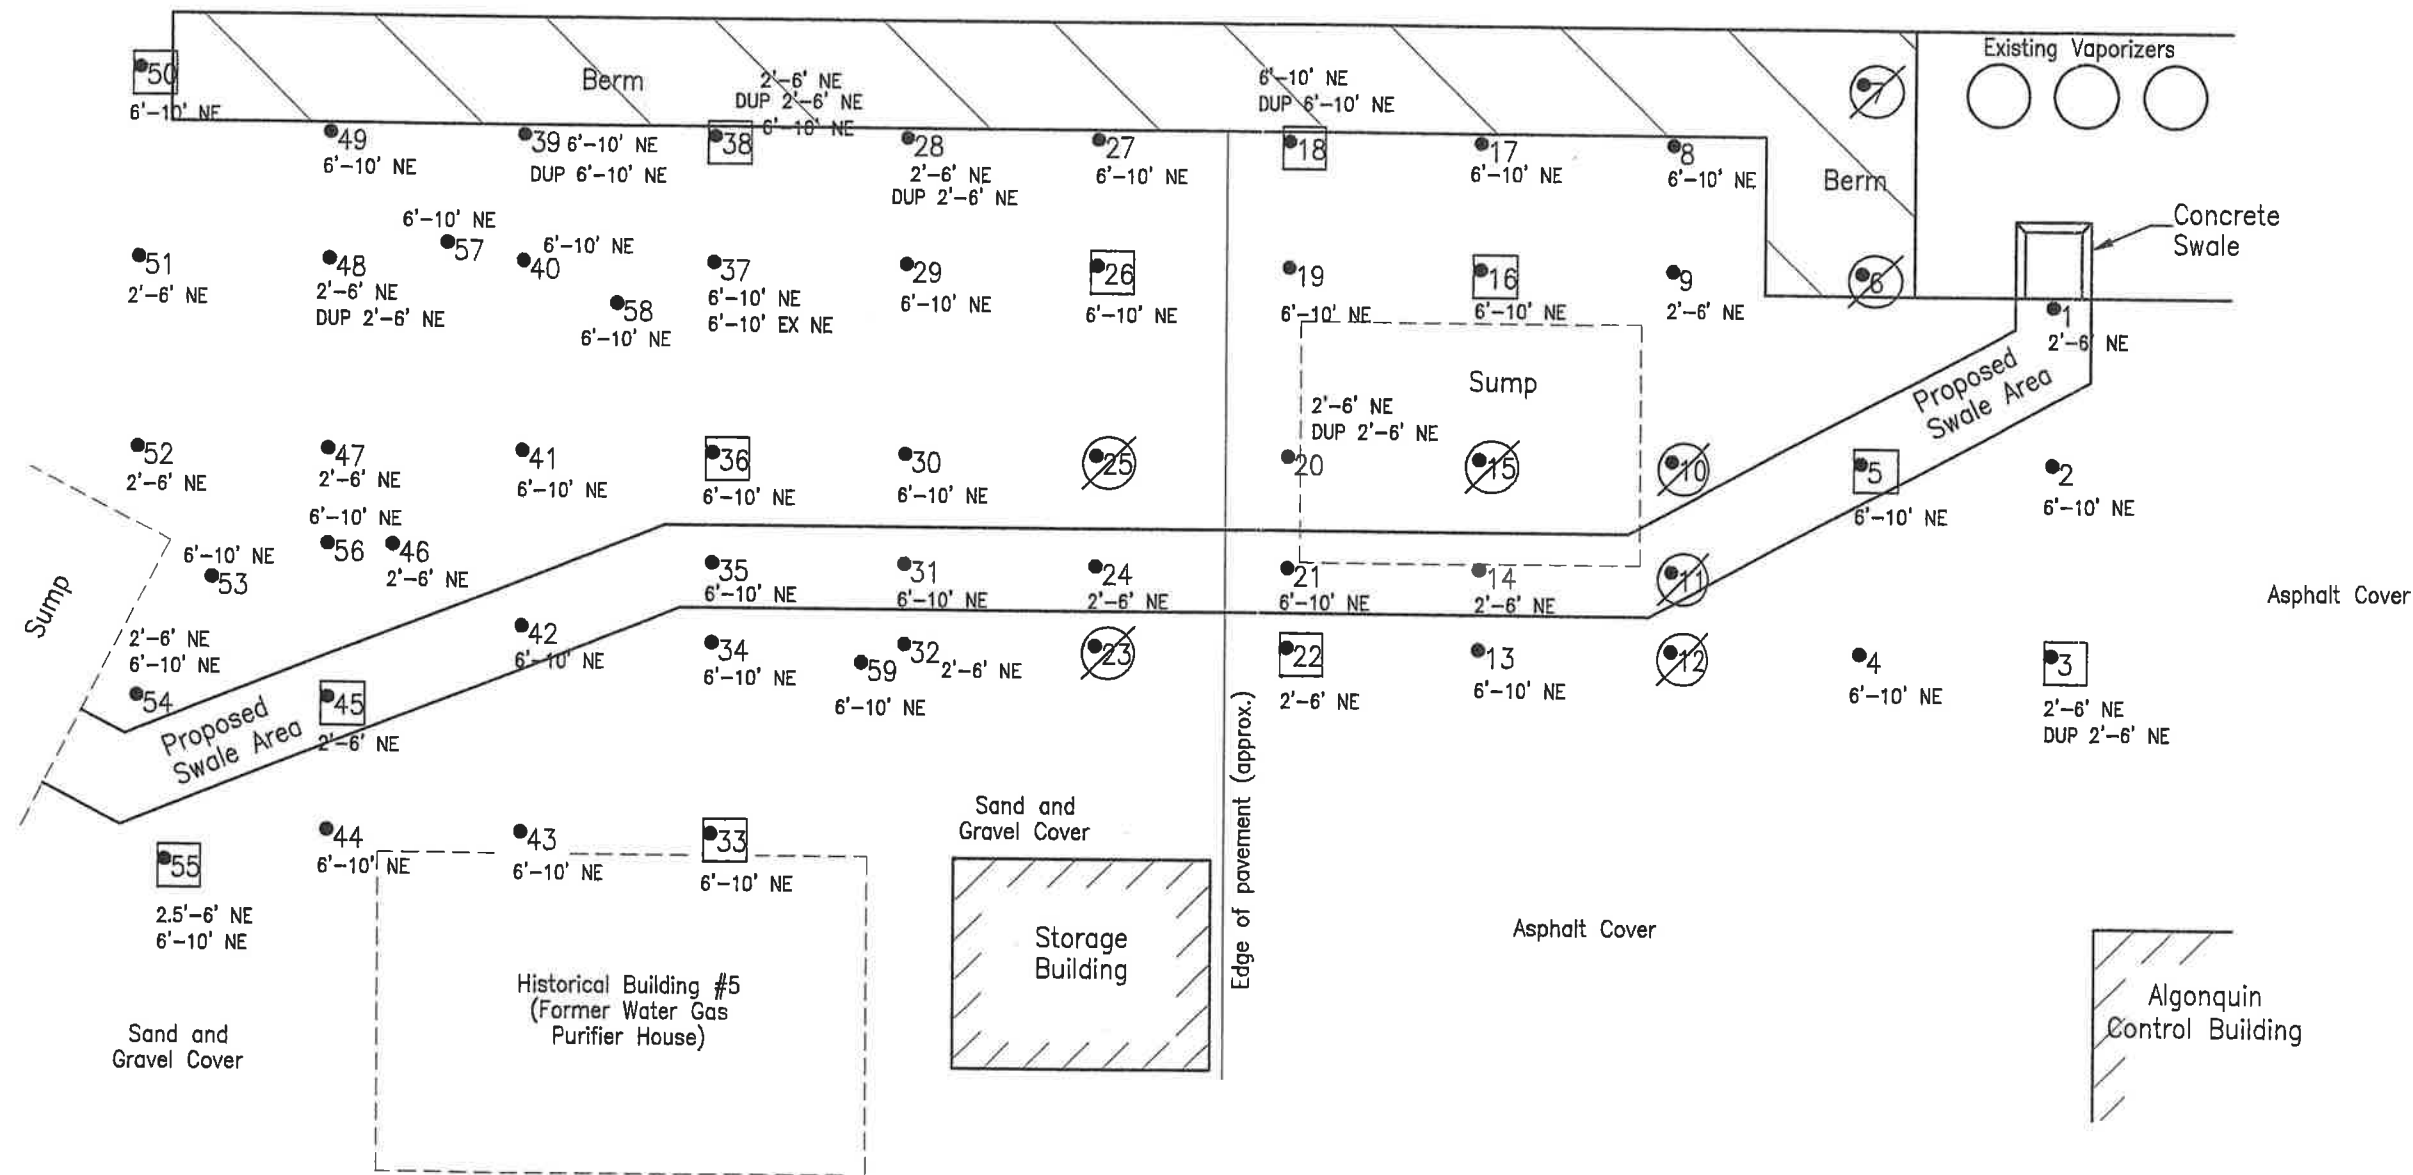 Existing Vaporizers
50
6'-10' NE
Berm
2'-6' NE
DUP 2'-6' NE
6'-10' NE
38
6'-10' NE
DUP 6'-10' NE
18
7
49
6'-10' NE
39 6'-10' NE
DUP 6'-10' NE
28
2'-6' NE
DUP 2'-6' NE
27
6'-10' NE
17
6'-10' NE
8
6'-10' NE
Berm
Concrete
Swale
6'-10' NE
57
51
2'-6' NE
48
2'-6' NE
DUP 2'-6' NE
6'-10' NE
40
58
6'-10' NE
37
6'-10' NE
6'-10' EX NE
29
6'-10' NE
26
6'-10' NE
19
6'-10' NE
16
6'-10' NE
9
2'-6' NE
6
1
2'-6' NE
Sump
2'-6' NE
DUP 2'-6' NE
20
Proposed
Swale Area
52
2'-6' NE
47
2'-6' NE
41
6'-10' NE
36
6'-10' NE
30
6'-10' NE
25
15
10
5
6'-10' NE
2
6'-10' NE
6'-10' NE
56
46
2'-6' NE
6'-10' NE
53
Sump
35
6'-10' NE
31
6'-10' NE
24
2'-6' NE
21
6'-10' NE
14
2'-6' NE
11
Asphalt Cover
2'-6' NE
6'-10' NE
54
42
6'-10' NE
34
6'-10' NE
59
6'-10' NE
32 2'-6' NE
23
22
2'-6' NE
13
6'-10' NE
12
4
6'-10' NE
3
2'-6' NE
DUP 2'-6' NE
45
2'-6' NE
Proposed
Swale Area
Edge of pavement (approx.)
Sand and
Gravel Cover
55
2.5'-6' NE
6'-10' NE
44
6'-10' NE
43
6'-10' NE
33
6'-10' NE
Storage
Building
Asphalt Cover
Historical Building #5
(Former Water Gas
Purifier House)
Sand and
Gravel Cover
Algonquin
Control Building